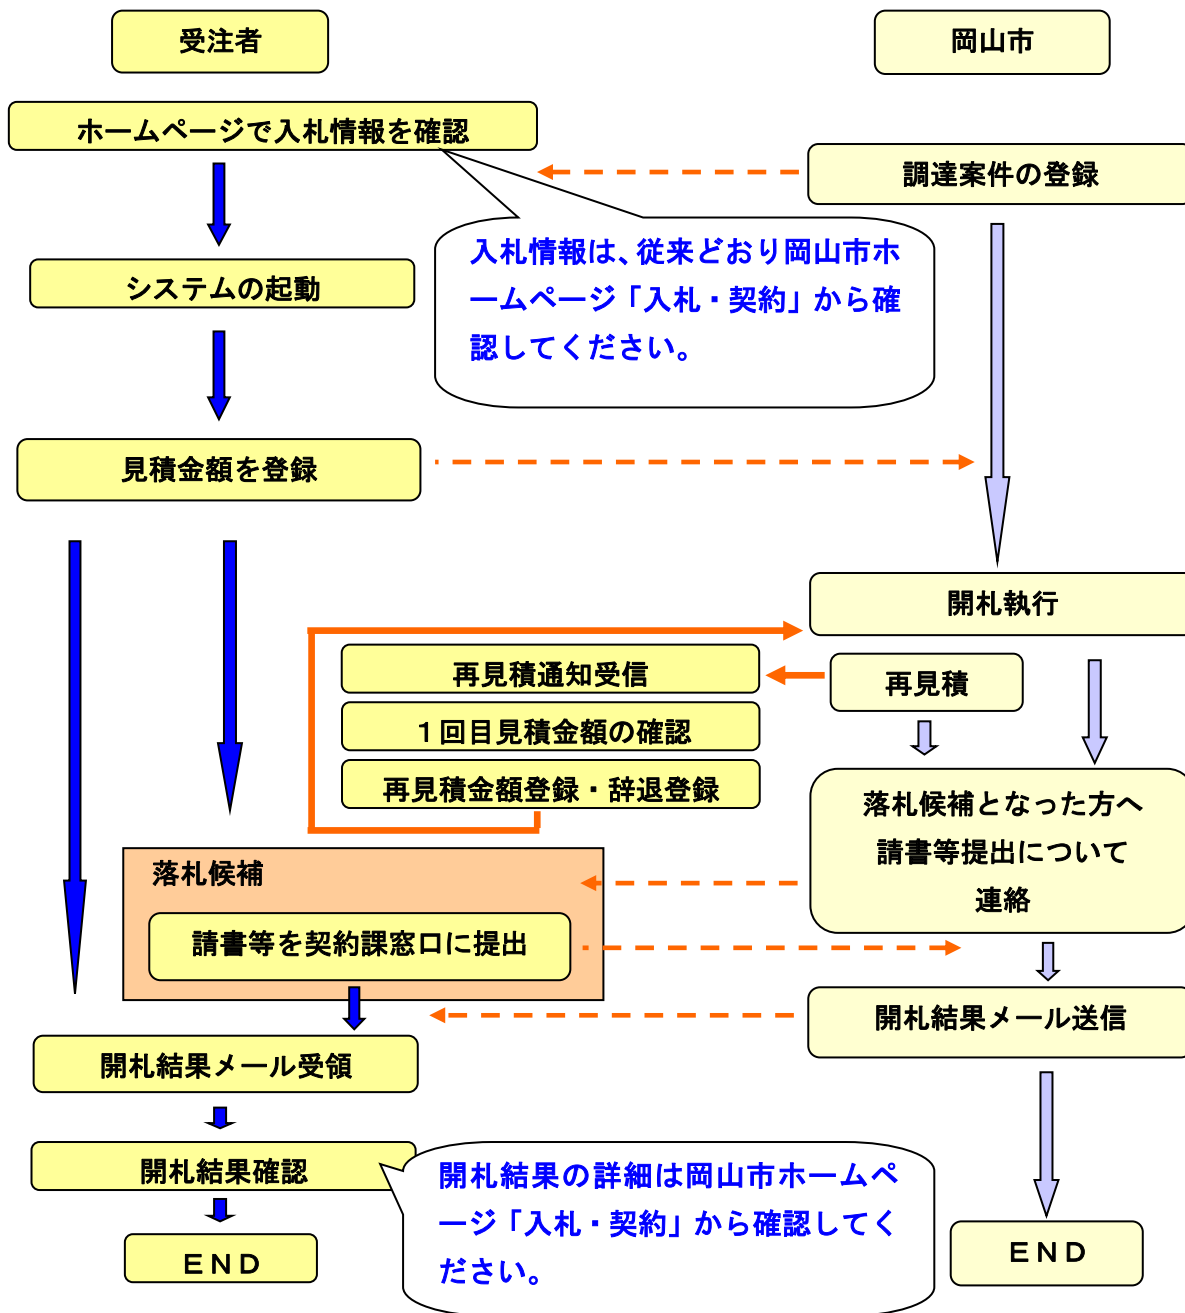 受注者
岡山市
ホームページで入札情報を確認
調達案件の登録
入札情報は、従来どおり岡山市ホ
ームページ「入札・契約」から確
認してください。
システムの起動
見積金額を登録
開札執行
再見積通知受信
再見積
1回目見積金額の確認
再見積金額登録・辞退登録
落札候補となった方へ
請書等提出について
連絡
落札候補
請書等を契約課窓口に提出
開札結果メール送信
開札結果メール受領
開札結果確認
開札結果の詳細は岡山市ホームペ
ージ「入札・契約」から確認してく
ださい。
END
END